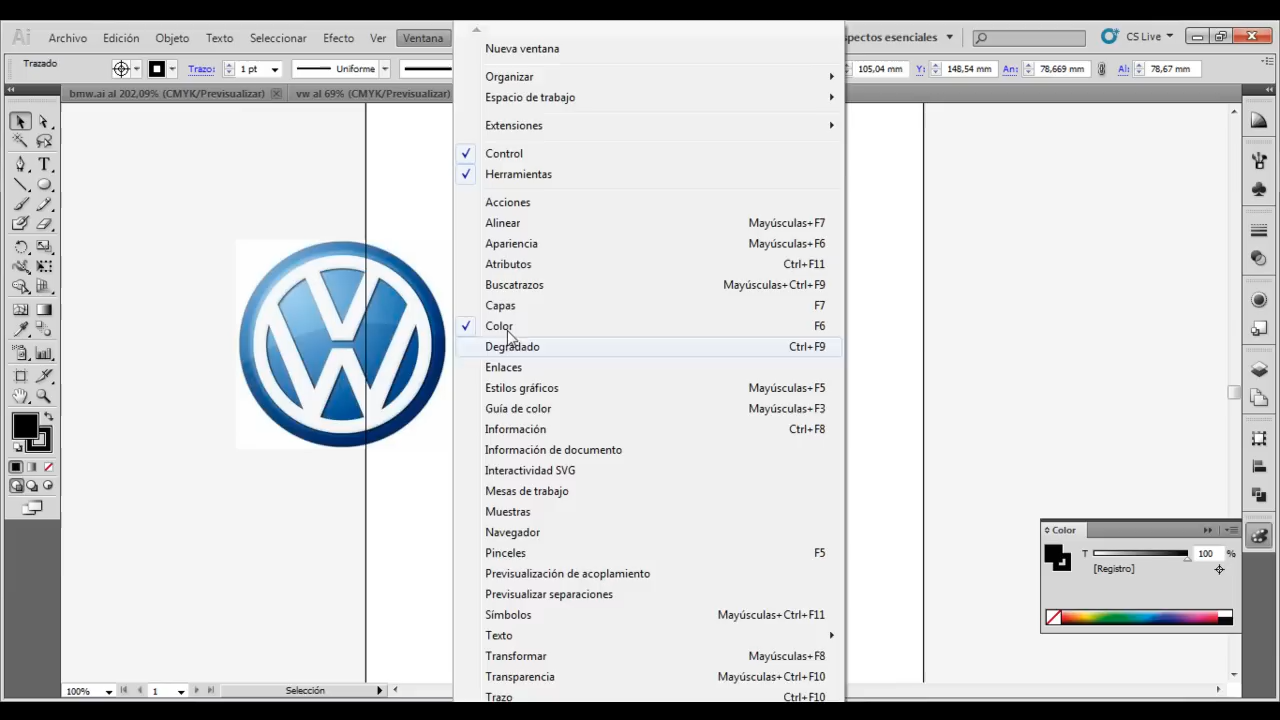 Ai Archivo Edición Objeto Texto Seleccionar Efecto Ver Ventana
spectos esenciales CS Live
Trazado Trazo: 1 pt Uniforme 105,04 mm Y: 148,54 mm An: 78,669 mm Al: 78,67 mm
bmw.ai al 202,09% (CMYK/Previsualizar) vw al 69% (CMYK/Previsualizar)
Nueva ventana
Organizar
Espacio de trabajo
Extensiones
Control
Herramientas
Acciones
Alinear Mayúsculas+F7
Apariencia Mayúsculas+F6
Atributos Ctrl+F11
Buscatrazos Mayúsculas+Ctrl+F9
Capas F7
Color F6
Degradado Ctrl+F9
Enlaces
Estilos gráficos Mayúsculas+F5
Guía de color Mayúsculas+F3
Información Ctrl+F8
Información de documento
Interactividad SVG
Mesas de trabajo
Muestras
Navegador
Pinceles F5
Previsualización de acoplamiento
Previsualizar separaciones
Símbolos Mayúsculas+Ctrl+F11
Texto
Transformar Mayúsculas+F8
Transparencia Mayúsculas+Ctrl+F10
Trazo Ctrl+F10
Color
T 100 %
[Registro]
100% 1 Selección